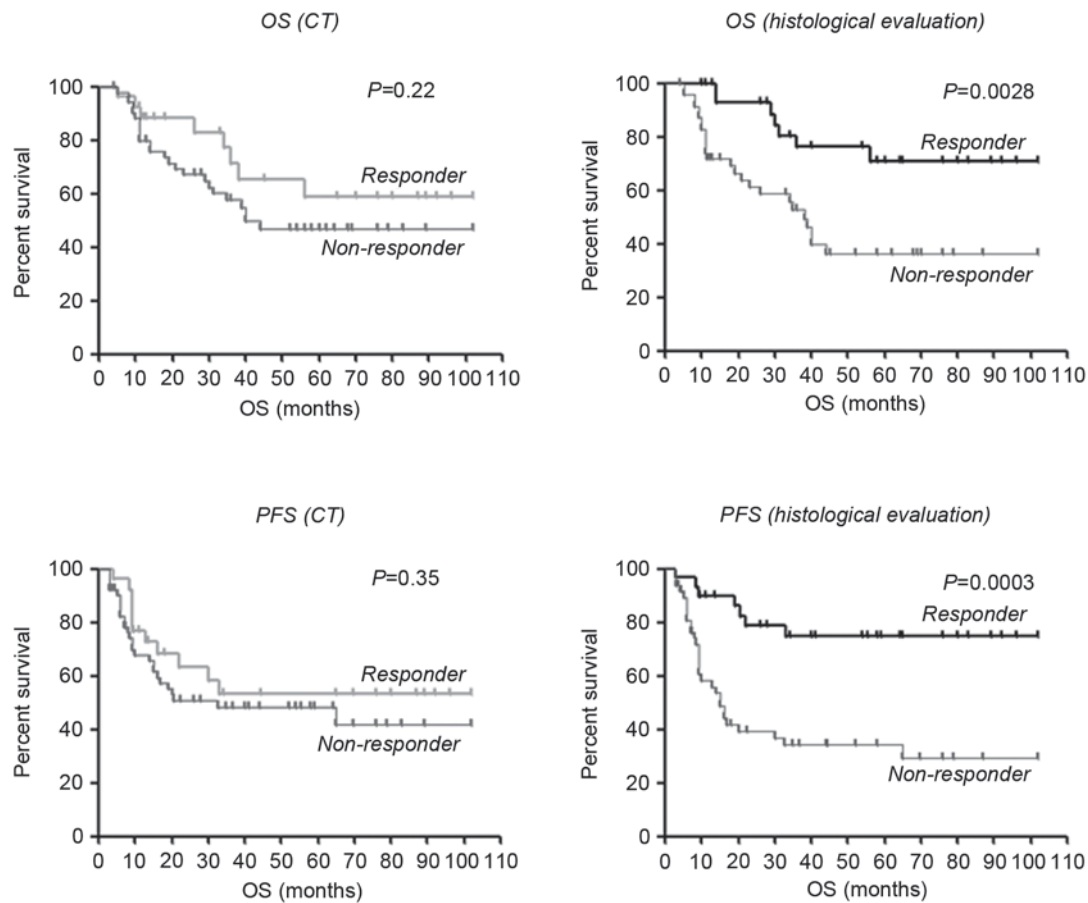 OS (CT)
P=0.22
100
80
60
40
20
0
Percent survival
Responder
Non-responder
0 10 20 30 40 50 60 70 80 90 100 110
OS (months)
OS (histological evaluation)
P=0.0028
100
80
60
40
20
0
Percent survival
Responder
Non-responder
0 10 20 30 40 50 60 70 80 90 100 110
OS (months)
PFS (CT)
P=0.35
100
80
60
40
20
0
Percent survival
Responder
Non-responder
0 10 20 30 40 50 60 70 80 90 100 110
OS (months)
PFS (histological evaluation)
P=0.0003
100
80
60
40
20
0
Percent survival
Responder
Non-responder
0 10 20 30 40 50 60 70 80 90 100 110
OS (months)